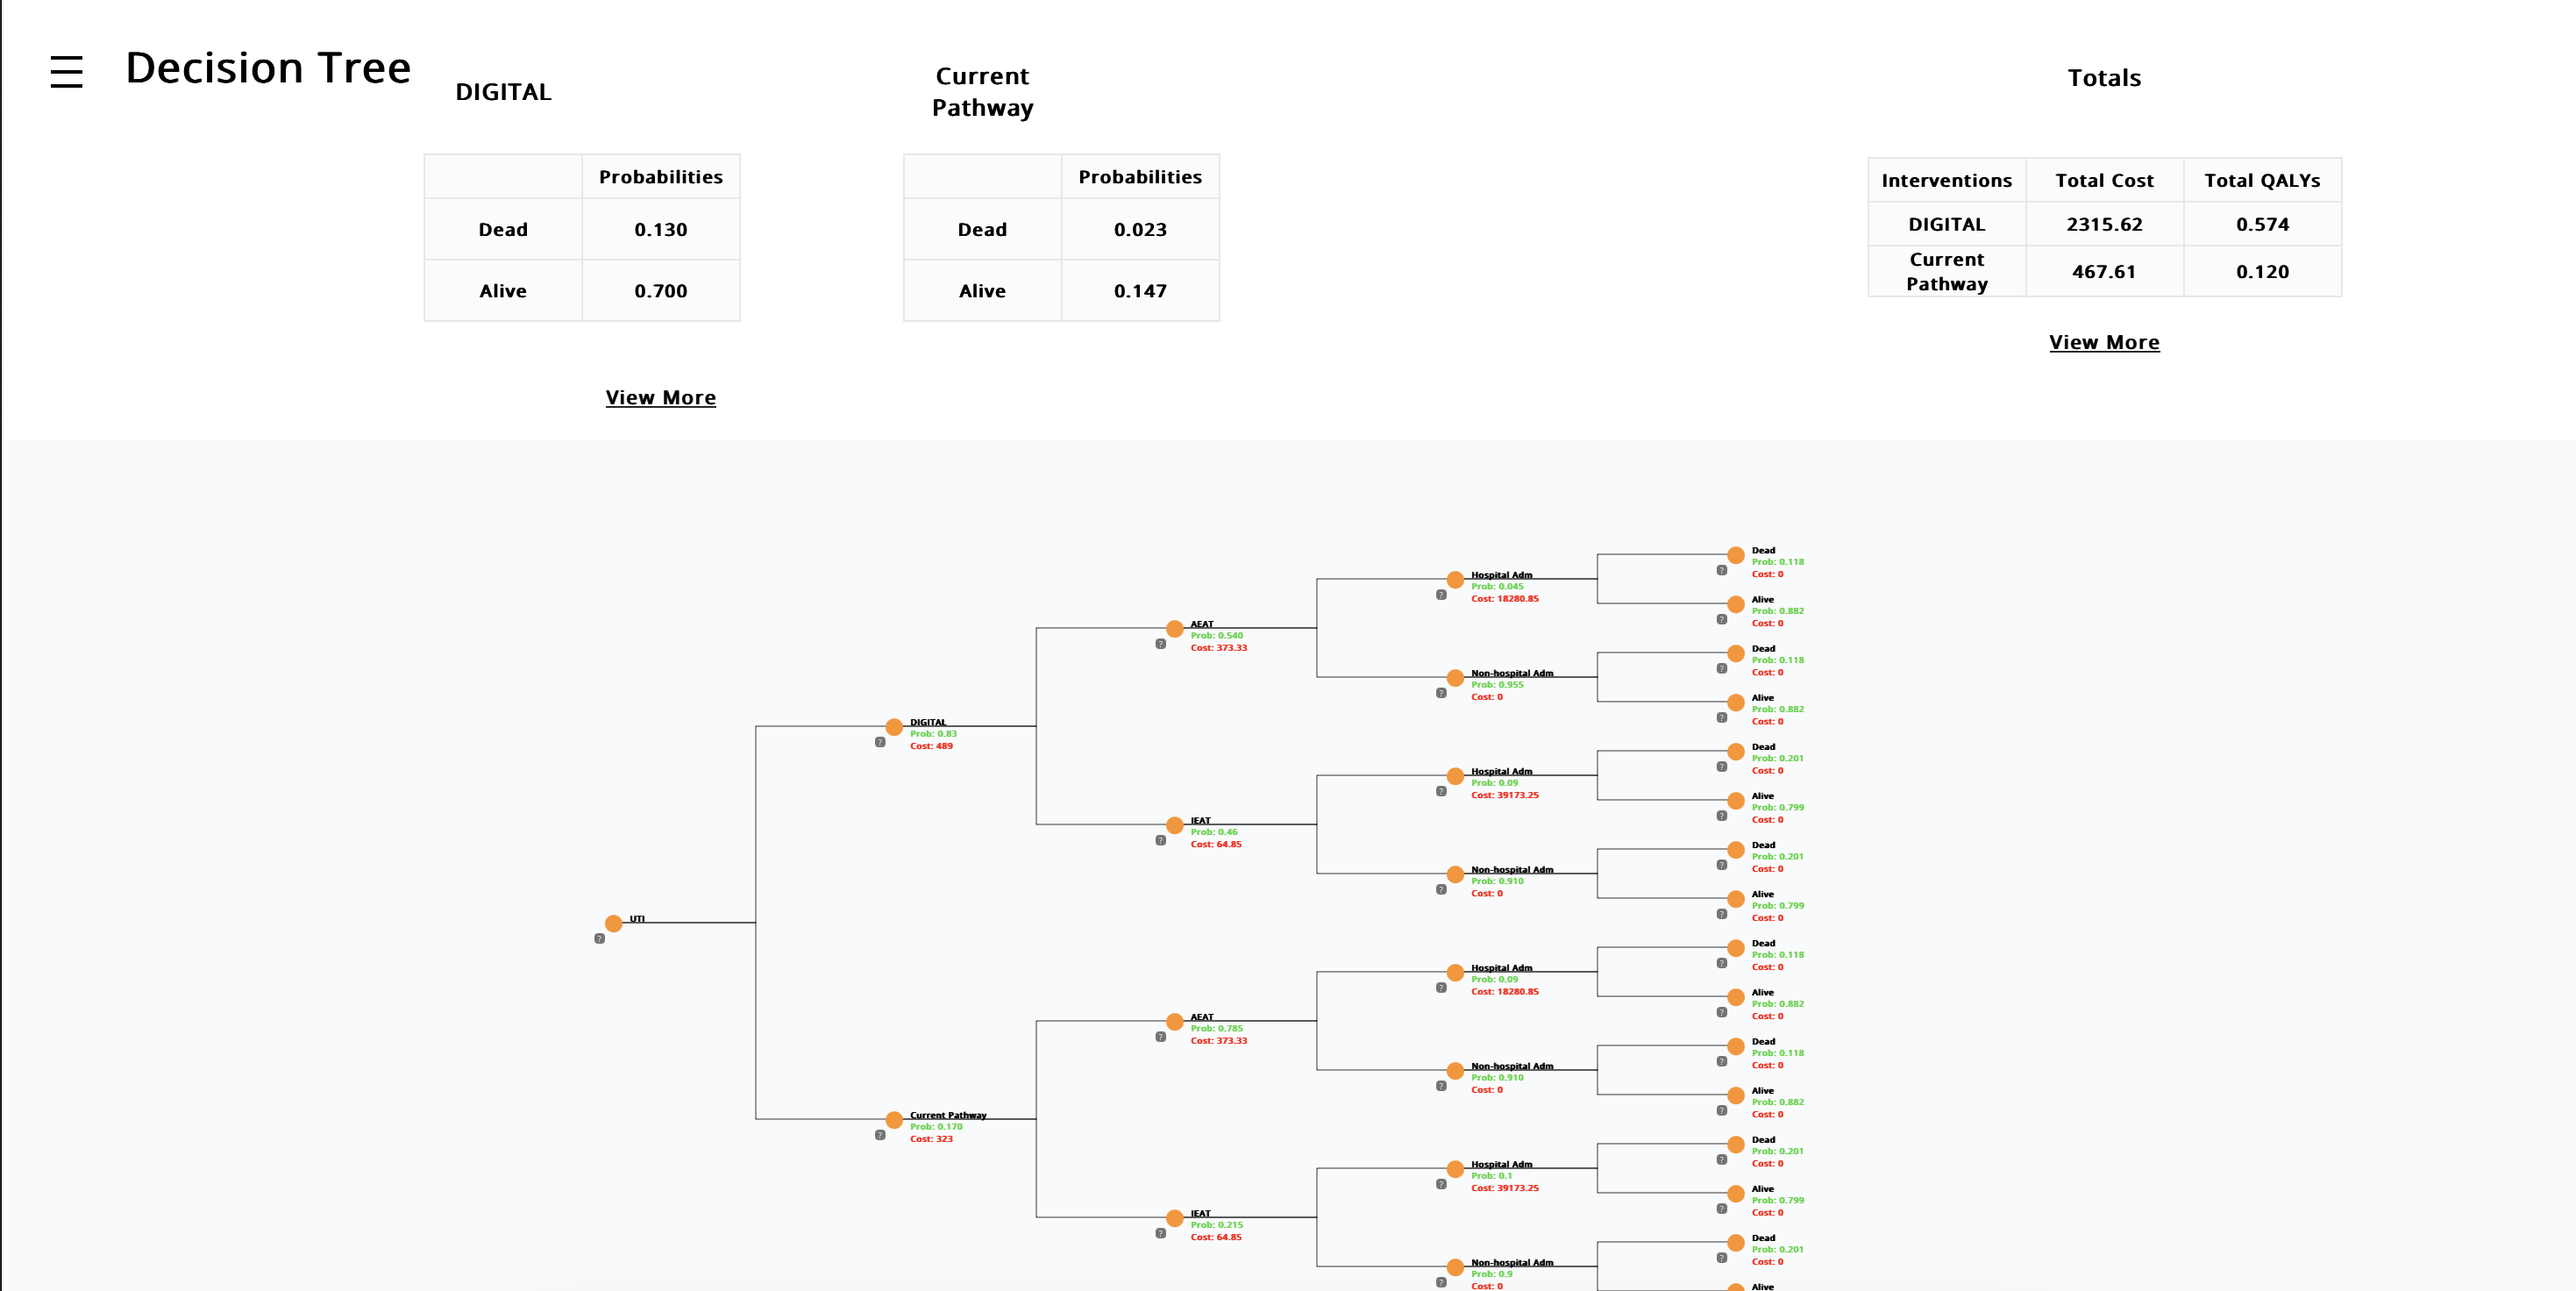 Decision Tree
DIGITAL
Current
Pathway
Totals
Probabilities
Dead 0.130
Alive 0.700
View More
Probabilities
Dead 0.023
Alive 0.147
Interventions Total Cost Total QALYs
DIGITAL 2315.62 0.574
Current
Pathway 467.61 0.120
View More
UTI
?
DIGITAL
Prob: 0.83
Cost: 489
?
AEAT
Prob: 0.540
Cost: 373.33
?
Hospital Adm
Prob: 0.045
Cost: 18280.85
?
Dead
Prob: 0.118
Cost: 0
?
Alive
Prob: 0.882
Cost: 0
?
Non-hospital Adm
Prob: 0.955
Cost: 0
?
Dead
Prob: 0.118
Cost: 0
?
Alive
Prob: 0.882
Cost: 0
?
IEAT
Prob: 0.46
Cost: 64.85
?
Hospital Adm
Prob: 0.09
Cost: 39173.25
?
Dead
Prob: 0.201
Cost: 0
?
Alive
Prob: 0.799
Cost: 0
?
Non-hospital Adm
Prob: 0.910
Cost: 0
?
Dead
Prob: 0.201
Cost: 0
?
Alive
Prob: 0.799
Cost: 0
?
Current Pathway
Prob: 0.170
Cost: 323
?
AEAT
Prob: 0.785
Cost: 373.33
?
Hospital Adm
Prob: 0.09
Cost: 18280.85
?
Dead
Prob: 0.118
Cost: 0
?
Alive
Prob: 0.882
Cost: 0
?
Non-hospital Adm
Prob: 0.910
Cost: 0
?
Dead
Prob: 0.118
Cost: 0
?
Alive
Prob: 0.882
Cost: 0
?
IEAT
Prob: 0.215
Cost: 64.85
?
Hospital Adm
Prob: 0.1
Cost: 39173.25
?
Dead
Prob: 0.201
Cost: 0
?
Alive
Prob: 0.799
Cost: 0
?
Non-hospital Adm
Prob: 0.9
Cost: 0
?
Dead
Prob: 0.201
Cost: 0
?
Alive